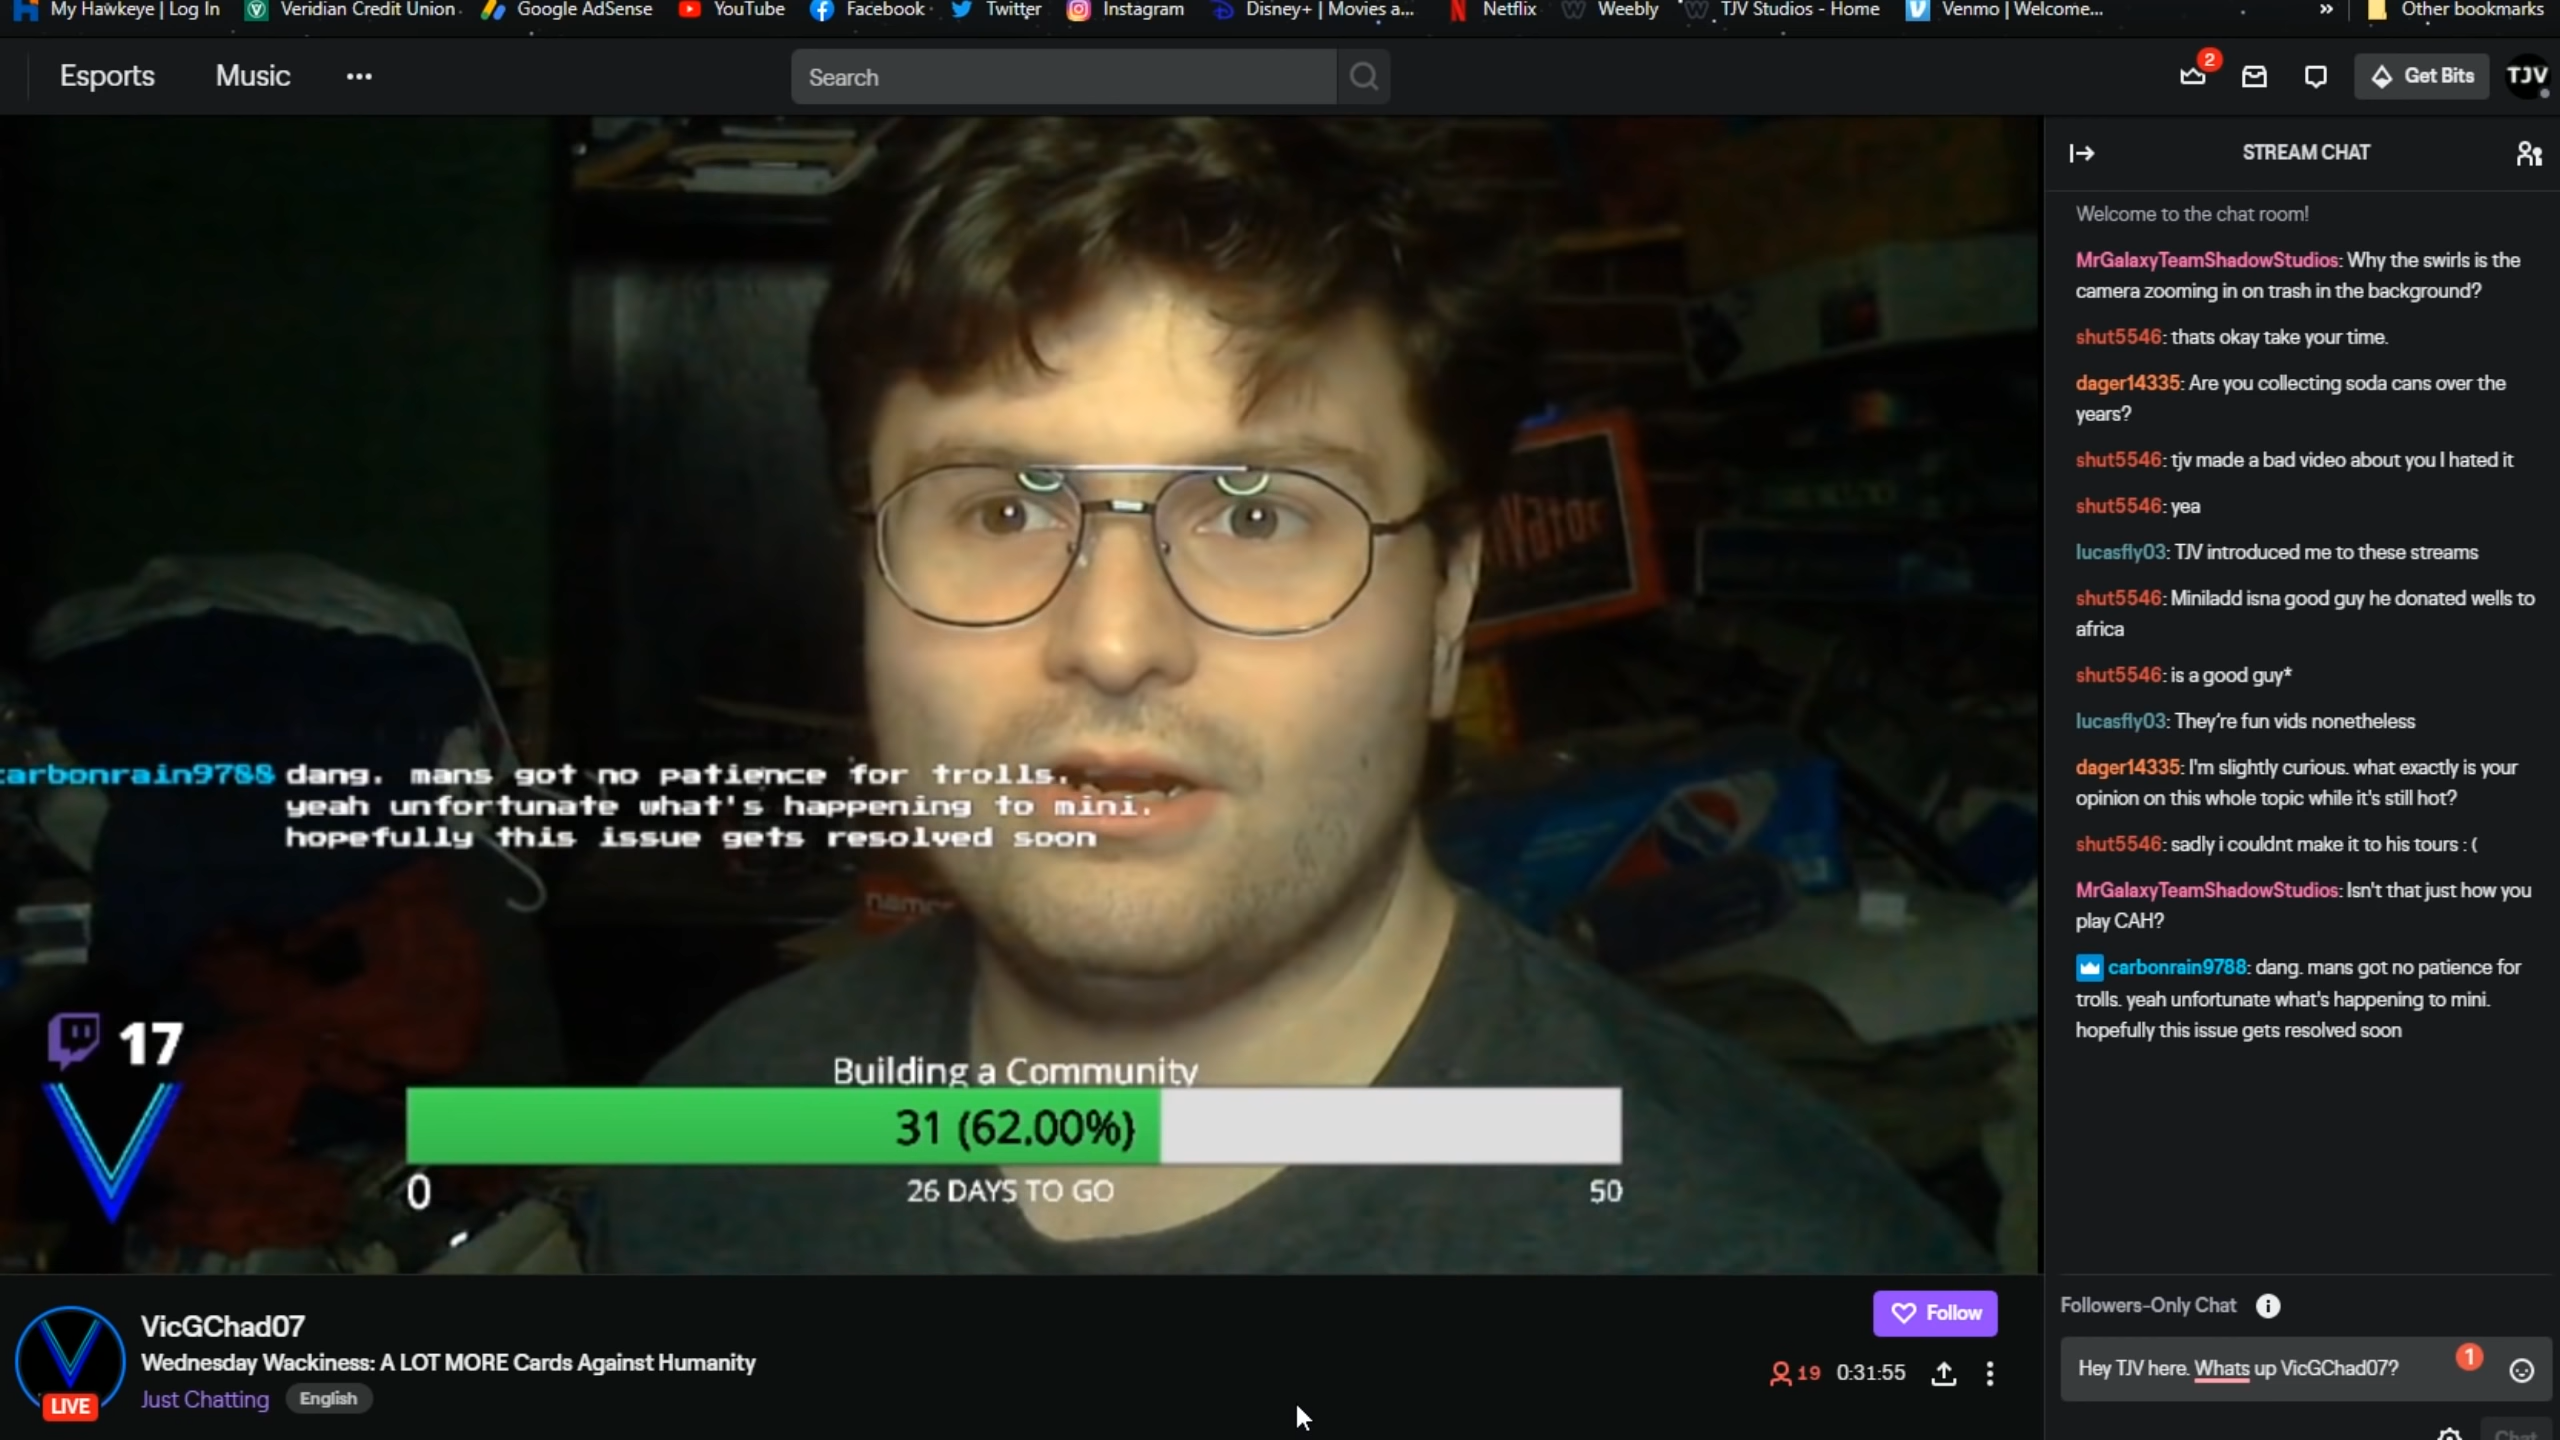 My Hawkeye | Log In
Veridian Credit Union
Google AdSense
YouTube
Facebook
Twitter
Instagram
Disney+ | Movies a...
Netflix
Weebly
TJV Studios - Home
Venmo | Welcome...
»
Other bookmarks
Esports
Music
Search
2
Get Bits
TJV
STREAM CHAT
Welcome to the chat room!
MrGalaxyTeamShadowStudios: Why the swirls is the
camera zooming in on trash in the background?
shut5546: thats okay take your time.
dager14335: Are you collecting soda cans over the
years?
shut5546: tjv made a bad video about you I hated it
shut5546: yea
lucasfly03: TJV introduced me to these streams
shut5546: Miniladd isna good guy he donated wells to
africa
shut5546: is a good guy*
lucasfly03: They're fun vids nonetheless
dager14335: I'm slightly curious. what exactly is your
opinion on this whole topic while it's still hot?
shut5546: sadly i couldnt make it to his tours : (
MrGalaxyTeamShadowStudios: Isn't that just how you
play CAH?
carbonrain9788: dang. mans got no patience for
trolls. yeah unfortunate what's happening to mini.
hopefully this issue gets resolved soon
carbonrain9788 dang. mans got no patience for trolls.
yeah unfortunate what's happening to mini.
hopefully this issue gets resolved soon
namco
17
Building a Community
31 (62.00%)
0
26 DAYS TO GO
50
VicGChad07
Wednesday Wackiness: A LOT MORE Cards Against Humanity
Just Chatting
English
LIVE
Follow
19
0:31:55
Followers-Only Chat
Hey TJV here. Whats up VicGChad07?
1
Chat